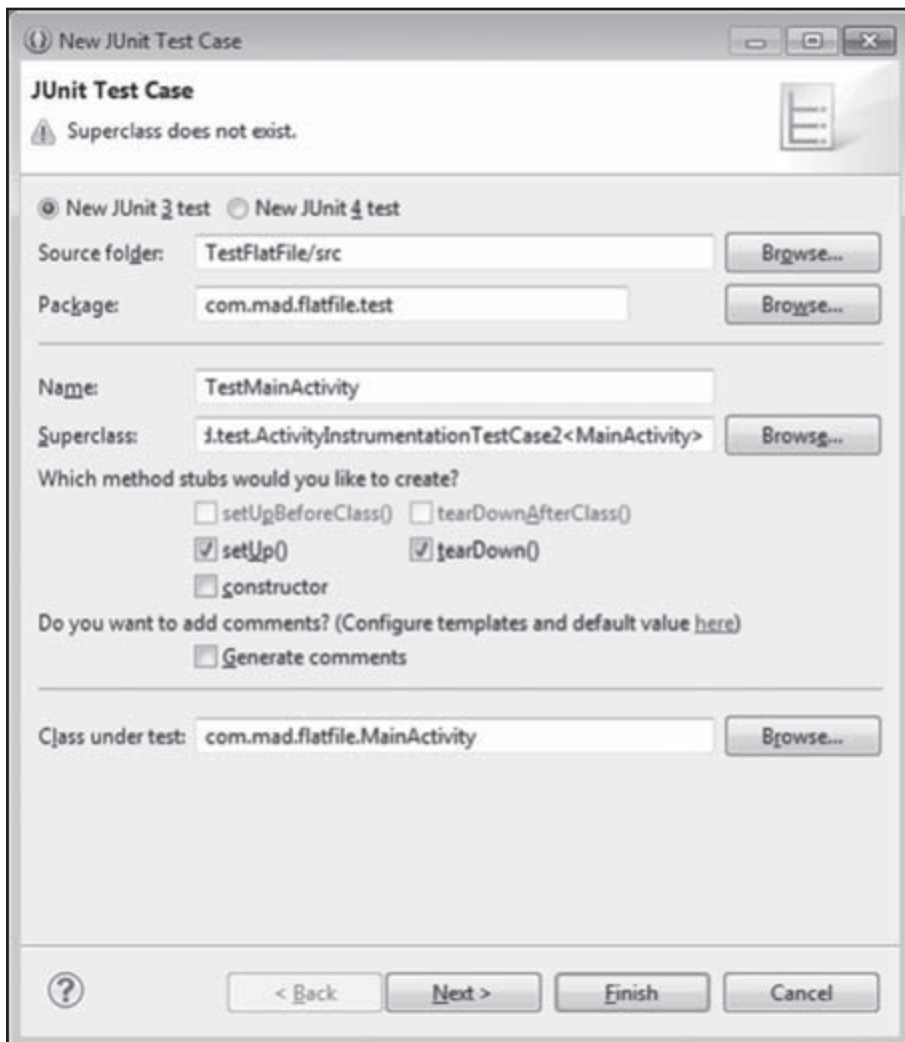 New JUnit Test Case
JUnit Test Case
Superclass does not exist.
New JUnit 3 test New JUnit 4 test
Source folder: TestFlatFile/src Browse...
Package: com.mad.flatfile.test Browse...
Name: TestMainActivity
Superclass: d.test.ActivityInstrumentationTestCase2<MainActivity> Browse...
Which method stubs would you like to create?
setUpBeforeClass() tearDownAfterClass()
setUp() tearDown()
constructor
Do you want to add comments? (Configure templates and default value here)
Generate comments
Class under test: com.mad.flatfile.MainActivity Browse...
? < Back Next > Finish Cancel